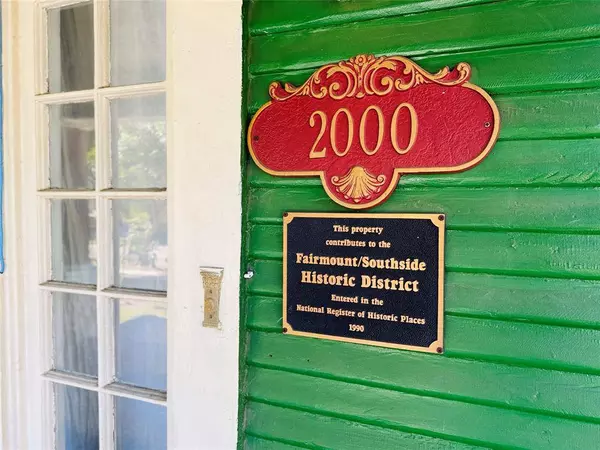 2000
This property
contributes to the
Fairmount/Southside
Historic District
Entered in the
National Register of Historic Places
1990